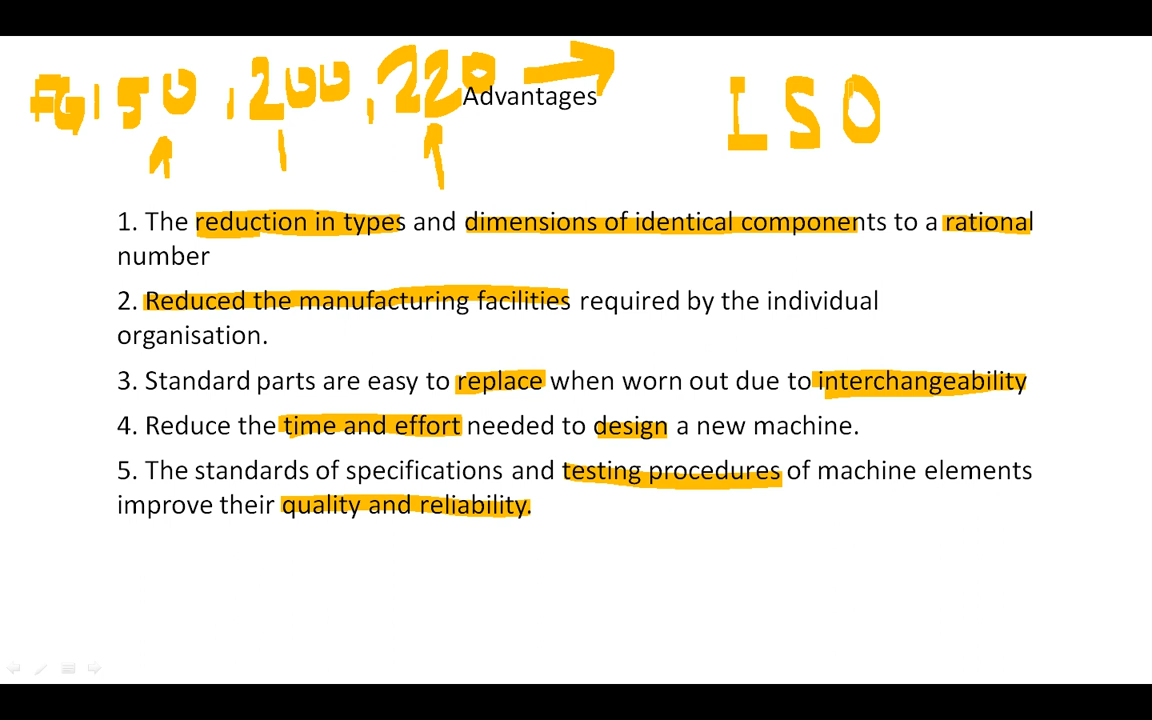 , 50 , 200 , 220
Advantages
ISO
1. The reduction in types and dimensions of identical components to a rational
number
2. Reduced the manufacturing facilities required by the individual
organisation.
3. Standard parts are easy to replace when worn out due to interchangeability
4. Reduce the time and effort needed to design a new machine.
5. The standards of specifications and testing procedures of machine elements
improve their quality and reliability.